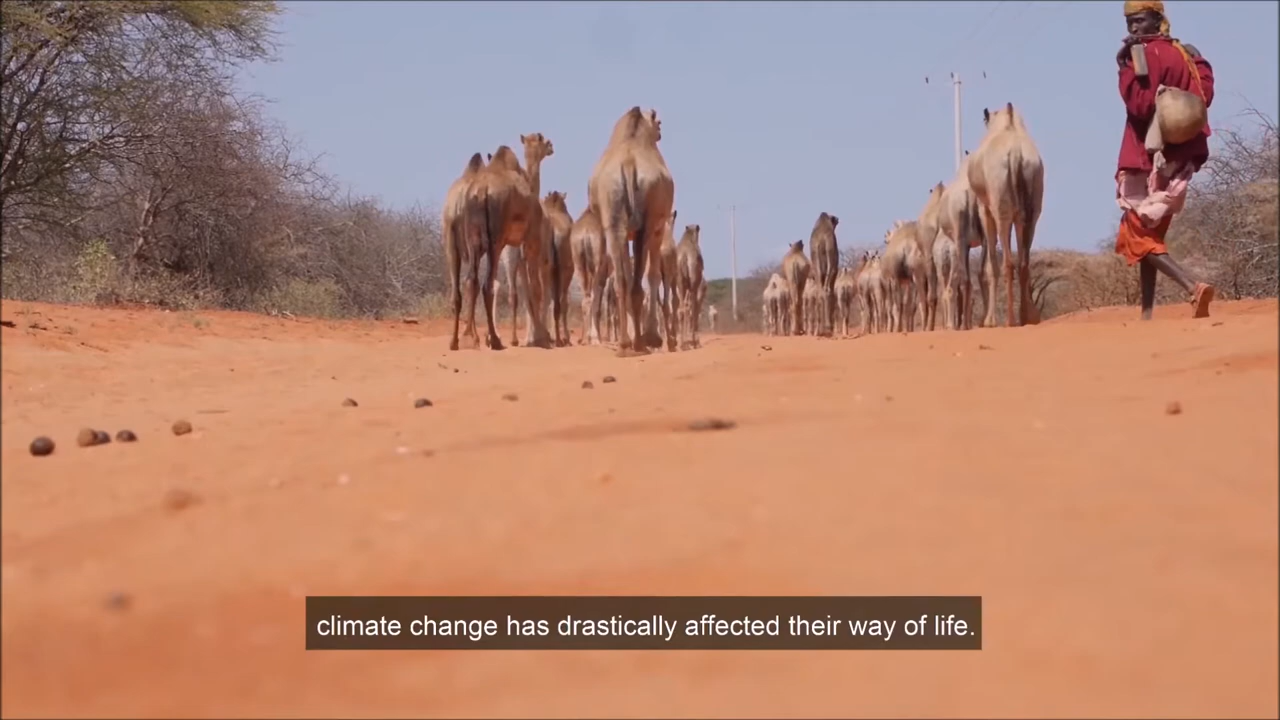 climate change has drastically affected their way of life.